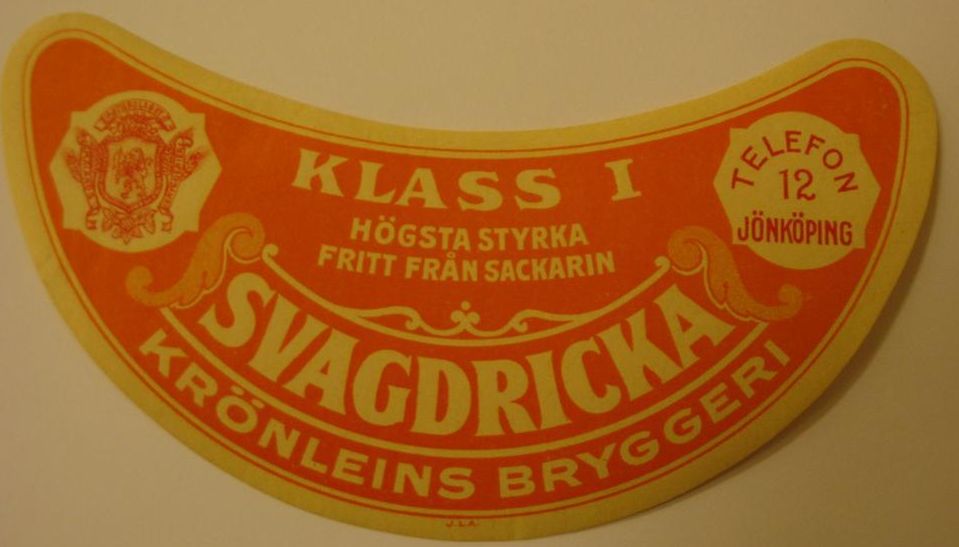 KLASS I
HÖGSTA STYRKA
FRITT FRÅN SACKARIN
SVAGDRICKA
KRÖNLEINS BRYGGERI
TELEFON
12
JÖNKÖPING
J.L.A.